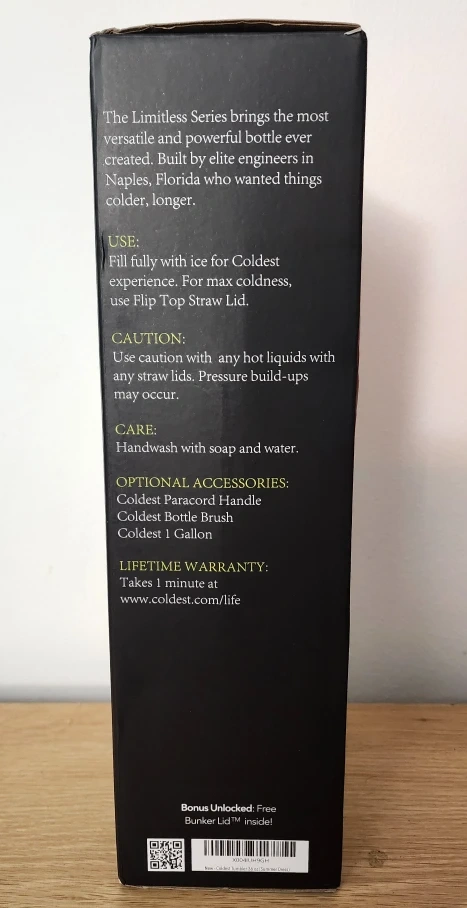 The Limitless Series brings the most
versatile and powerful bottle ever
created. Built by elite engineers in
Naples, Florida who wanted things
colder, longer.
USE:
Fill fully with ice for Coldest
experience. For max coldness,
use Flip Top Straw Lid.
CAUTION:
Use caution with any hot liquids with
any straw lids. Pressure build-ups
may occur.
CARE:
Handwash with soap and water.
OPTIONAL ACCESSORIES:
Coldest Paracord Handle
Coldest Bottle Brush
Coldest 1 Gallon
LIFETIME WARRANTY:
Takes 1 minute at
www.coldest.com/life
Bonus Unlocked: Free
Bunker Lid™ inside!